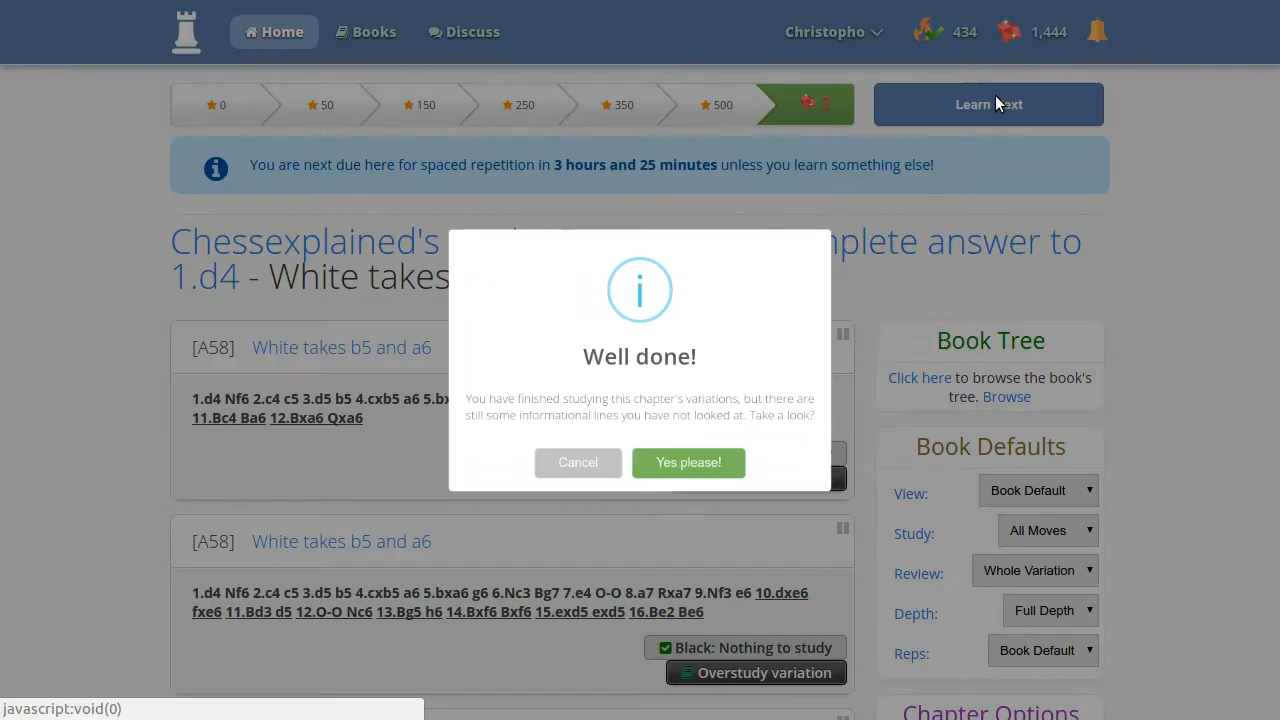 Home
Books
Discuss
Christopho
434
1,444
0
50
150
250
350
500
2
Learn
You are next due here for spaced repetition in 3 hours and 25 minutes unless you learn something else!
Chessexplained's
answer to
1.d4 - White takes
[A58] White takes b5 and a6
1.d4 Nf6 2.c4 c5 3.d5 b5 4.cxb5 a6
11.Bc4 Ba6 12.Bxa6 Qxa6
Well done!
You have finished studying this chapter's variations, but there are
still some informational lines you have not looked at. Take a look?
Cancel
Yes please!
[A58] White takes b5 and a6
1.d4 Nf6 2.c4 c5 3.d5 b5 4.cxb5 a6 5.bxa6 g6 6.Nc3 Bg7 7.e4 O-O 8.a7 Rxa7 9.Nf3 e6 10.dxe6
fxe6 11.Bd3 d5 12.O-O Nc6 13.Bg5 h6 14.Bxf6 Bxf6 15.exd5 exd5 16.Be2 Be6
Black: Nothing to study
Overstudy variation
Book Tree
Click here to browse the book's
tree. Browse
Book Defaults
View: Book Default
Study: All Moves
Review: Whole Variation
Depth: Full Depth
Reps: Book Default
Chapter Options
javascript:void(0)